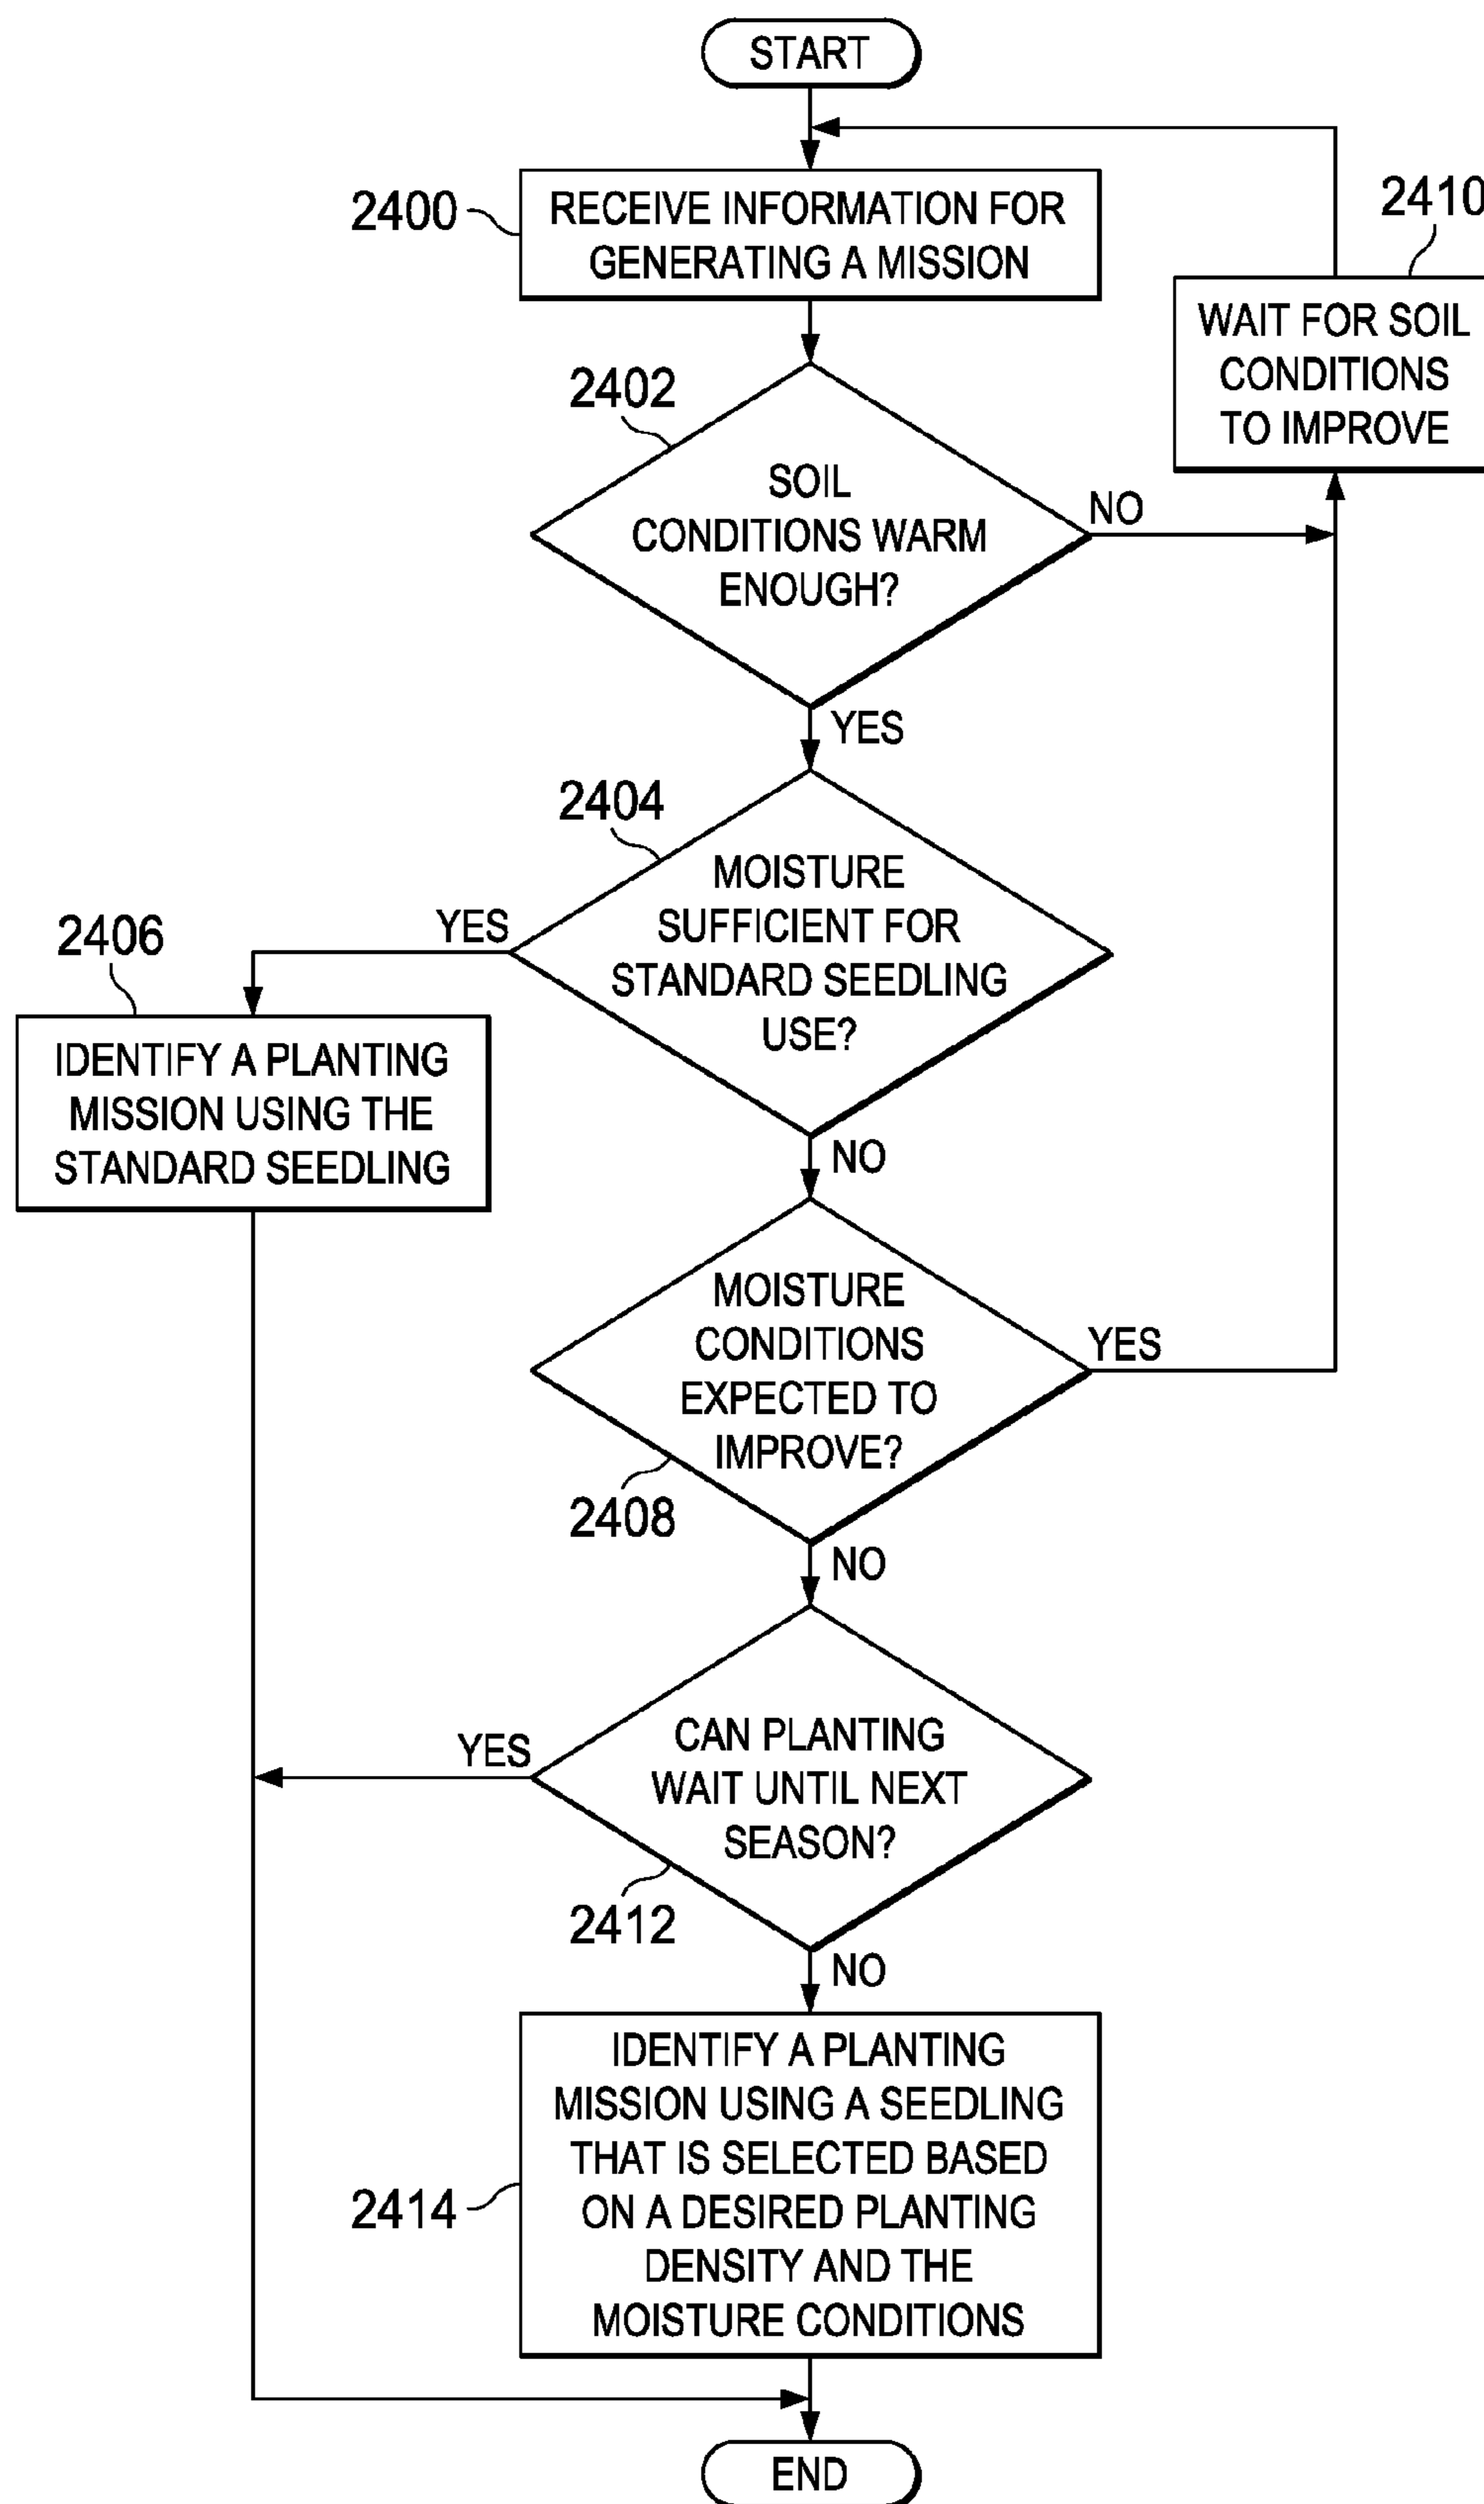 START
2400
RECEIVE INFORMATION FOR
GENERATING A MISSION
2410
WAIT FOR SOIL
CONDITIONS
TO IMPROVE
2402
SOIL
CONDITIONS WARM
ENOUGH?
NO
YES
2404
MOISTURE
SUFFICIENT FOR
STANDARD SEEDLING
USE?
YES
2406
IDENTIFY A PLANTING
MISSION USING THE
STANDARD SEEDLING
NO
MOISTURE
CONDITIONS
EXPECTED TO
IMPROVE?
YES
2408
NO
CAN PLANTING
WAIT UNTIL NEXT
SEASON?
YES
2412
NO
IDENTIFY A PLANTING
MISSION USING A SEEDLING
THAT IS SELECTED BASED
ON A DESIRED PLANTING
DENSITY AND THE
MOISTURE CONDITIONS
2414
END